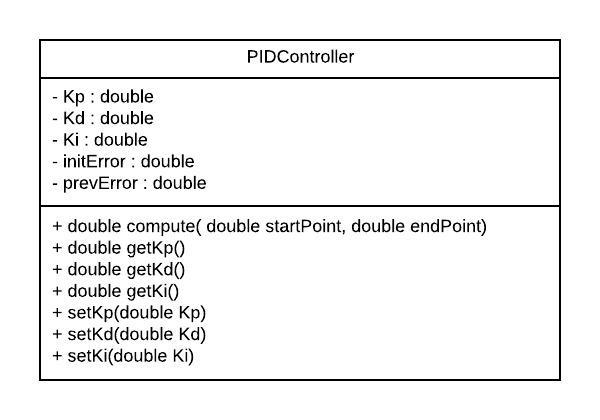 PIDController
- Kp : double
- Kd : double
- Ki : double
- initError : double
- prevError : double
+ double compute( double startPoint, double endPoint)
+ double getKp()
+ double getKd()
+ double getKi()
+ setKp(double Kp)
+ setKd(double Kd)
+ setKi(double Ki)